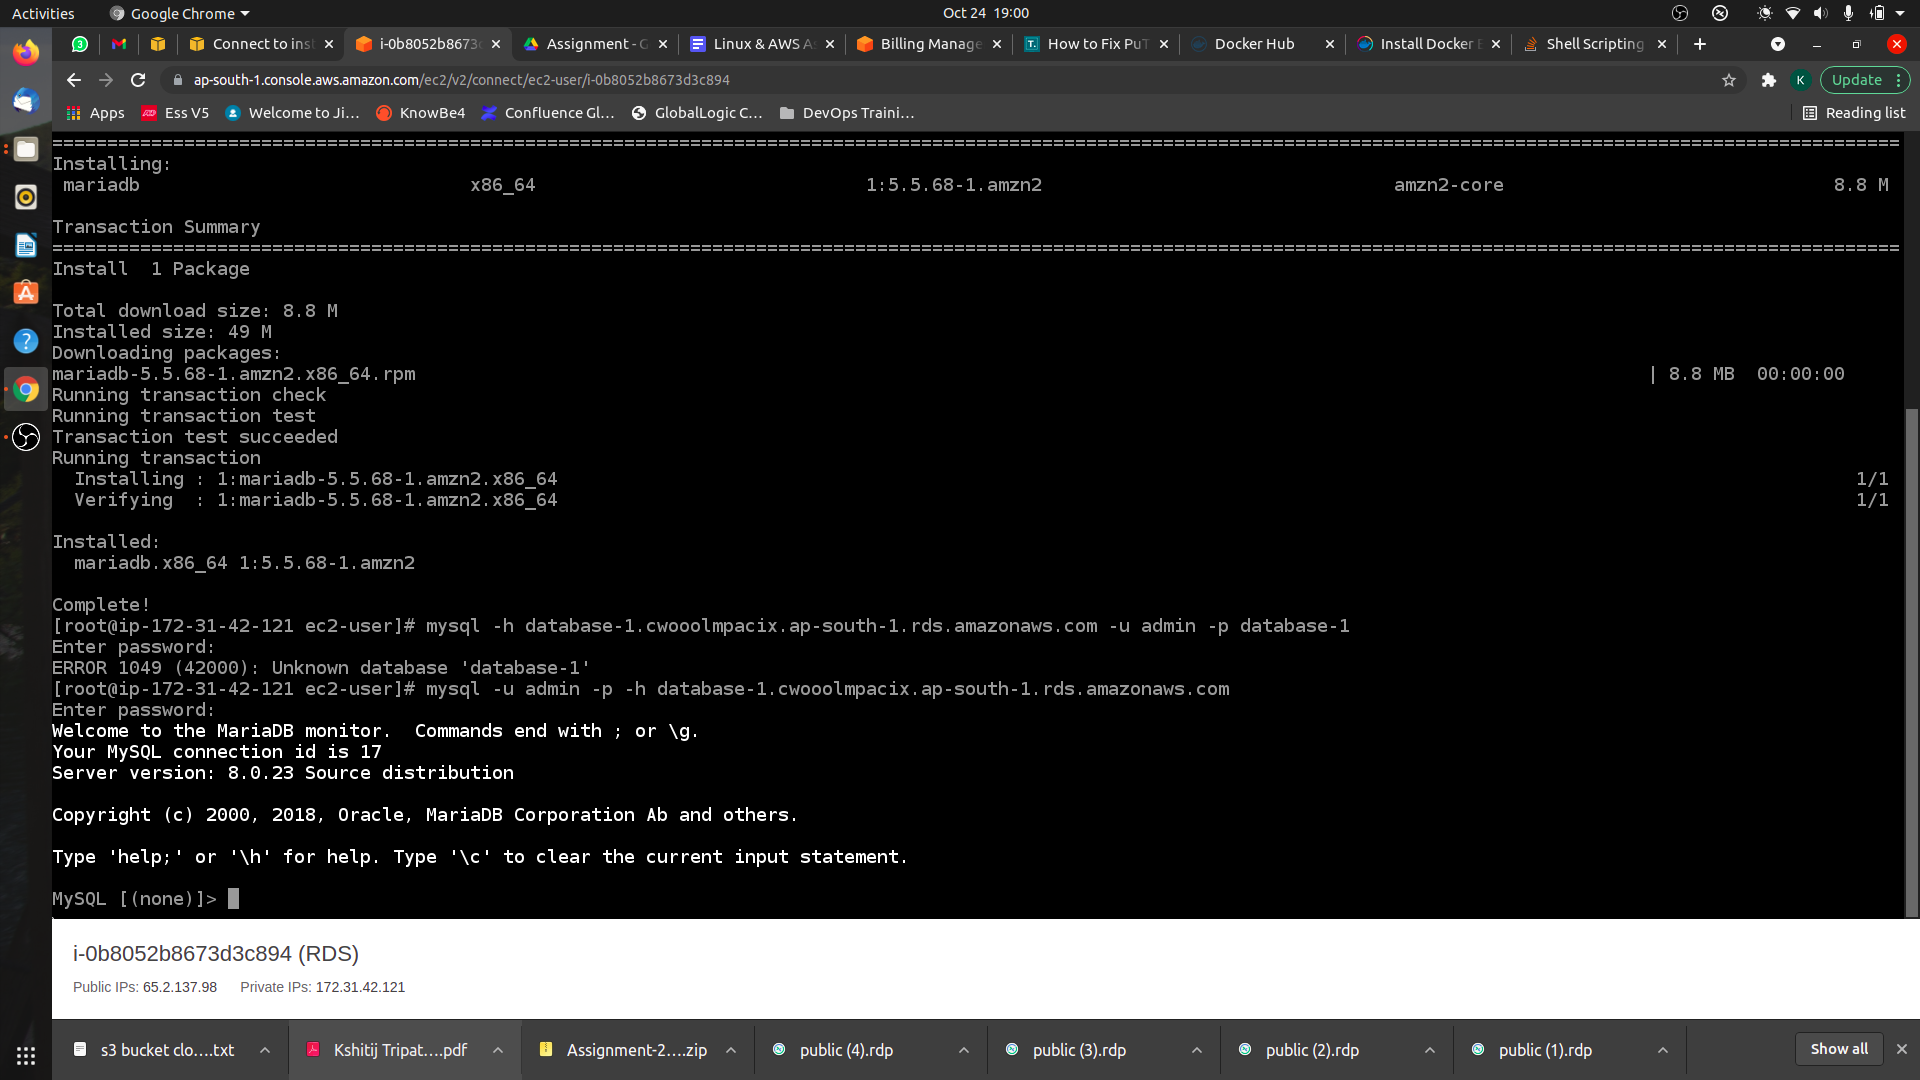 Activities
Google Chrome
Oct 24 19:00
3
Connect to inst
i-0b8052b8673c
Assignment - G
Linux & AWS As
Billing Manage
How to Fix PuT
Docker Hub
Install Docker E
Shell Scripting
ap-south-1.console.aws.amazon.com/ec2/v2/connect/ec2-user/i-0b8052b8673d3c894
K
Update
Apps
Ess V5
Welcome to Ji...
KnowBe4
Confluence Gl...
GlobalLogic C...
DevOps Traini...
Reading list
Installing:
mariadb x86_64 1:5.5.68-1.amzn2 amzn2-core 8.8 M
Transaction Summary
Install 1 Package
Total download size: 8.8 M
Installed size: 49 M
Downloading packages:
mariadb-5.5.68-1.amzn2.x86_64.rpm | 8.8 MB 00:00:00
Running transaction check
Running transaction test
Transaction test succeeded
Running transaction
Installing : 1:mariadb-5.5.68-1.amzn2.x86_64 1/1
Verifying : 1:mariadb-5.5.68-1.amzn2.x86_64 1/1
Installed:
mariadb.x86_64 1:5.5.68-1.amzn2
Complete!
[root@ip-172-31-42-121 ec2-user]# mysql -h database-1.cwooolmpacix.ap-south-1.rds.amazonaws.com -u admin -p database-1
Enter password:
ERROR 1049 (42000): Unknown database 'database-1'
[root@ip-172-31-42-121 ec2-user]# mysql -u admin -p -h database-1.cwooolmpacix.ap-south-1.rds.amazonaws.com
Enter password:
Welcome to the MariaDB monitor. Commands end with ; or \g.
Your MySQL connection id is 17
Server version: 8.0.23 Source distribution
Copyright (c) 2000, 2018, Oracle, MariaDB Corporation Ab and others.
Type 'help;' or '\h' for help. Type '\c' to clear the current input statement.
MySQL [(none)]>
i-0b8052b8673d3c894 (RDS)
Public IPs: 65.2.137.98 Private IPs: 172.31.42.121
s3 bucket clo....txt
Kshitij Tripat....pdf
Assignment-2....zip
public (4).rdp
public (3).rdp
public (2).rdp
public (1).rdp
Show all